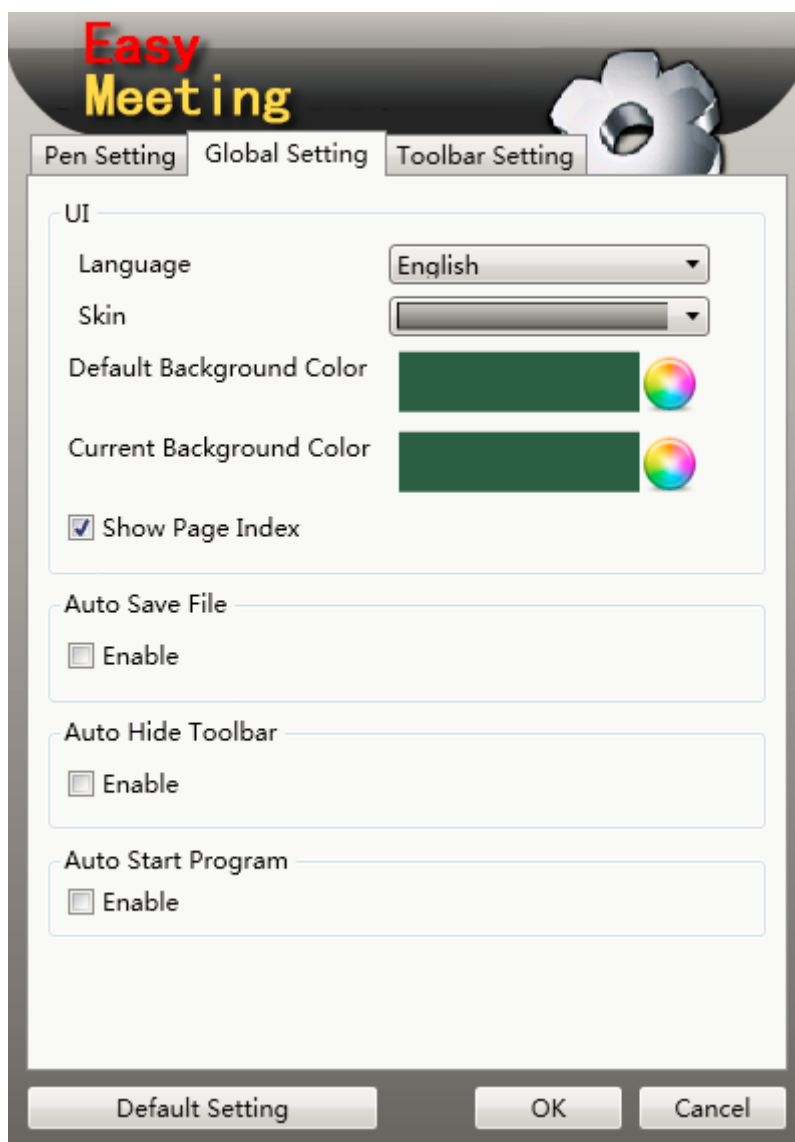 Easy
Meeting
Pen Setting Global Setting Toolbar Setting
UI
Language English
Skin
Default Background Color
Current Background Color
Show Page Index
Auto Save File
Enable
Auto Hide Toolbar
Enable
Auto Start Program
Enable
Default Setting OK Cancel